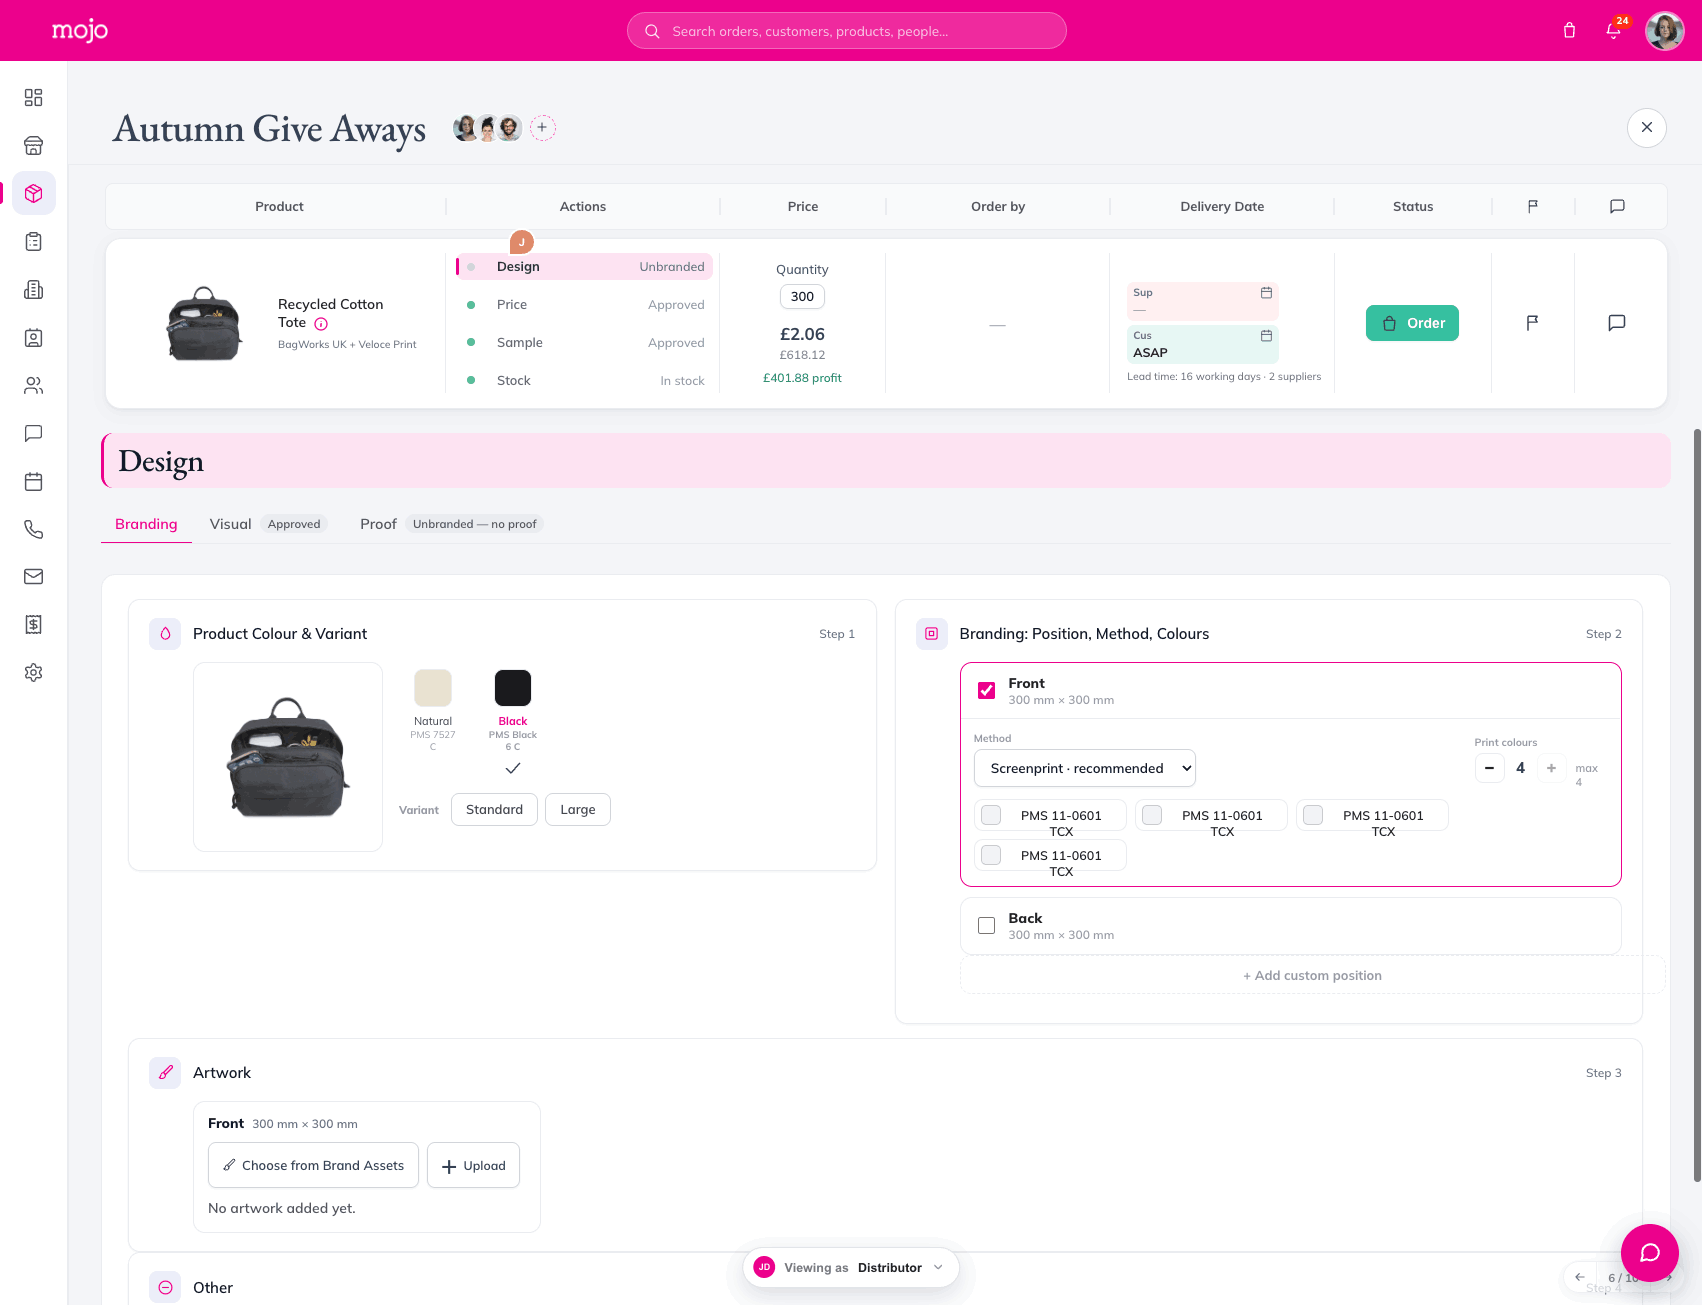 mojo
Search orders, customers, products, people...
24
Autumn Give Aways
Product
Actions
Price
Order by
Delivery Date
Status
J
Design
Unbranded
Price
Approved
Sample
Approved
Stock
In stock
Recycled Cotton
Tote
BagWorks UK + Veloce Print
Quantity
300
£2.06
£618.12
£401.88 profit
—
Sup
—
Cus
ASAP
Lead time: 16 working days · 2 suppliers
Order
Design
Branding
Visual
Approved
Proof
Unbranded — no proof
Product Colour & Variant
Step 1
Natural
PMS 7527
C
Black
PMS Black
6 C
Variant
Standard
Large
Branding: Position, Method, Colours
Step 2
Front
300 mm × 300 mm
Method
Screenprint · recommended
Print colours
4
max
4
PMS 11-0601
TCX
PMS 11-0601
TCX
PMS 11-0601
TCX
PMS 11-0601
TCX
Back
300 mm × 300 mm
+ Add custom position
Artwork
Step 3
Front 300 mm × 300 mm
Choose from Brand Assets
Upload
No artwork added yet.
Other
Step 4
JD
Viewing as Distributor
6 /